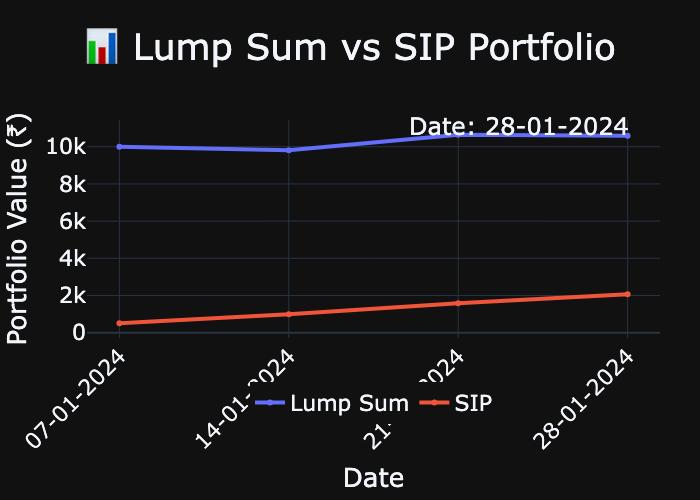 📊 Lump Sum vs SIP Portfolio
Date: 28-01-2024
Portfolio Value (₹)
10k
8k
6k
4k
2k
0
07-01-2024
14-01-2024
28-01-2024
Lump Sum
SIP
Date